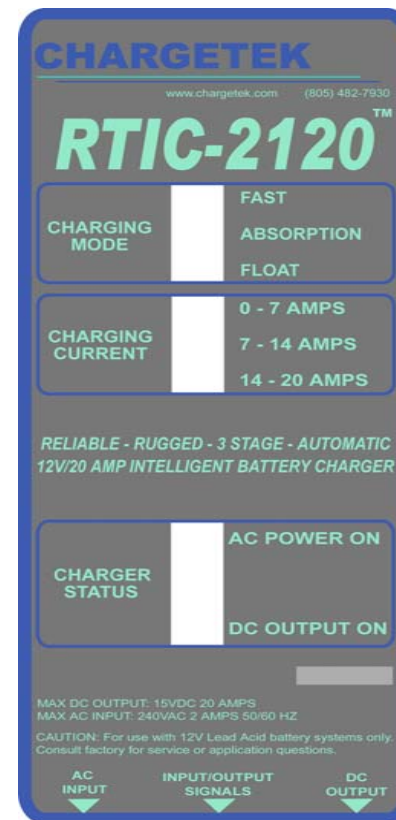 CHARGETEK
www.chargetek.com (805) 482-7930
RTIC-2120™
CHARGING
MODE
FAST
ABSORPTION
FLOAT
CHARGING
CURRENT
0 - 7 AMPS
7 - 14 AMPS
14 - 20 AMPS
RELIABLE - RUGGED - 3 STAGE - AUTOMATIC
12V/20 AMP INTELLIGENT BATTERY CHARGER
CHARGER
STATUS
AC POWER ON
DC OUTPUT ON
MAX DC OUTPUT: 15VDC 20 AMPS
MAX AC INPUT: 240VAC 2 AMPS 50/60 HZ
CAUTION: For use with 12V Lead Acid battery systems only.
Consult factory for service or application questions.
AC
INPUT
INPUT/OUTPUT
SIGNALS
DC
OUTPUT